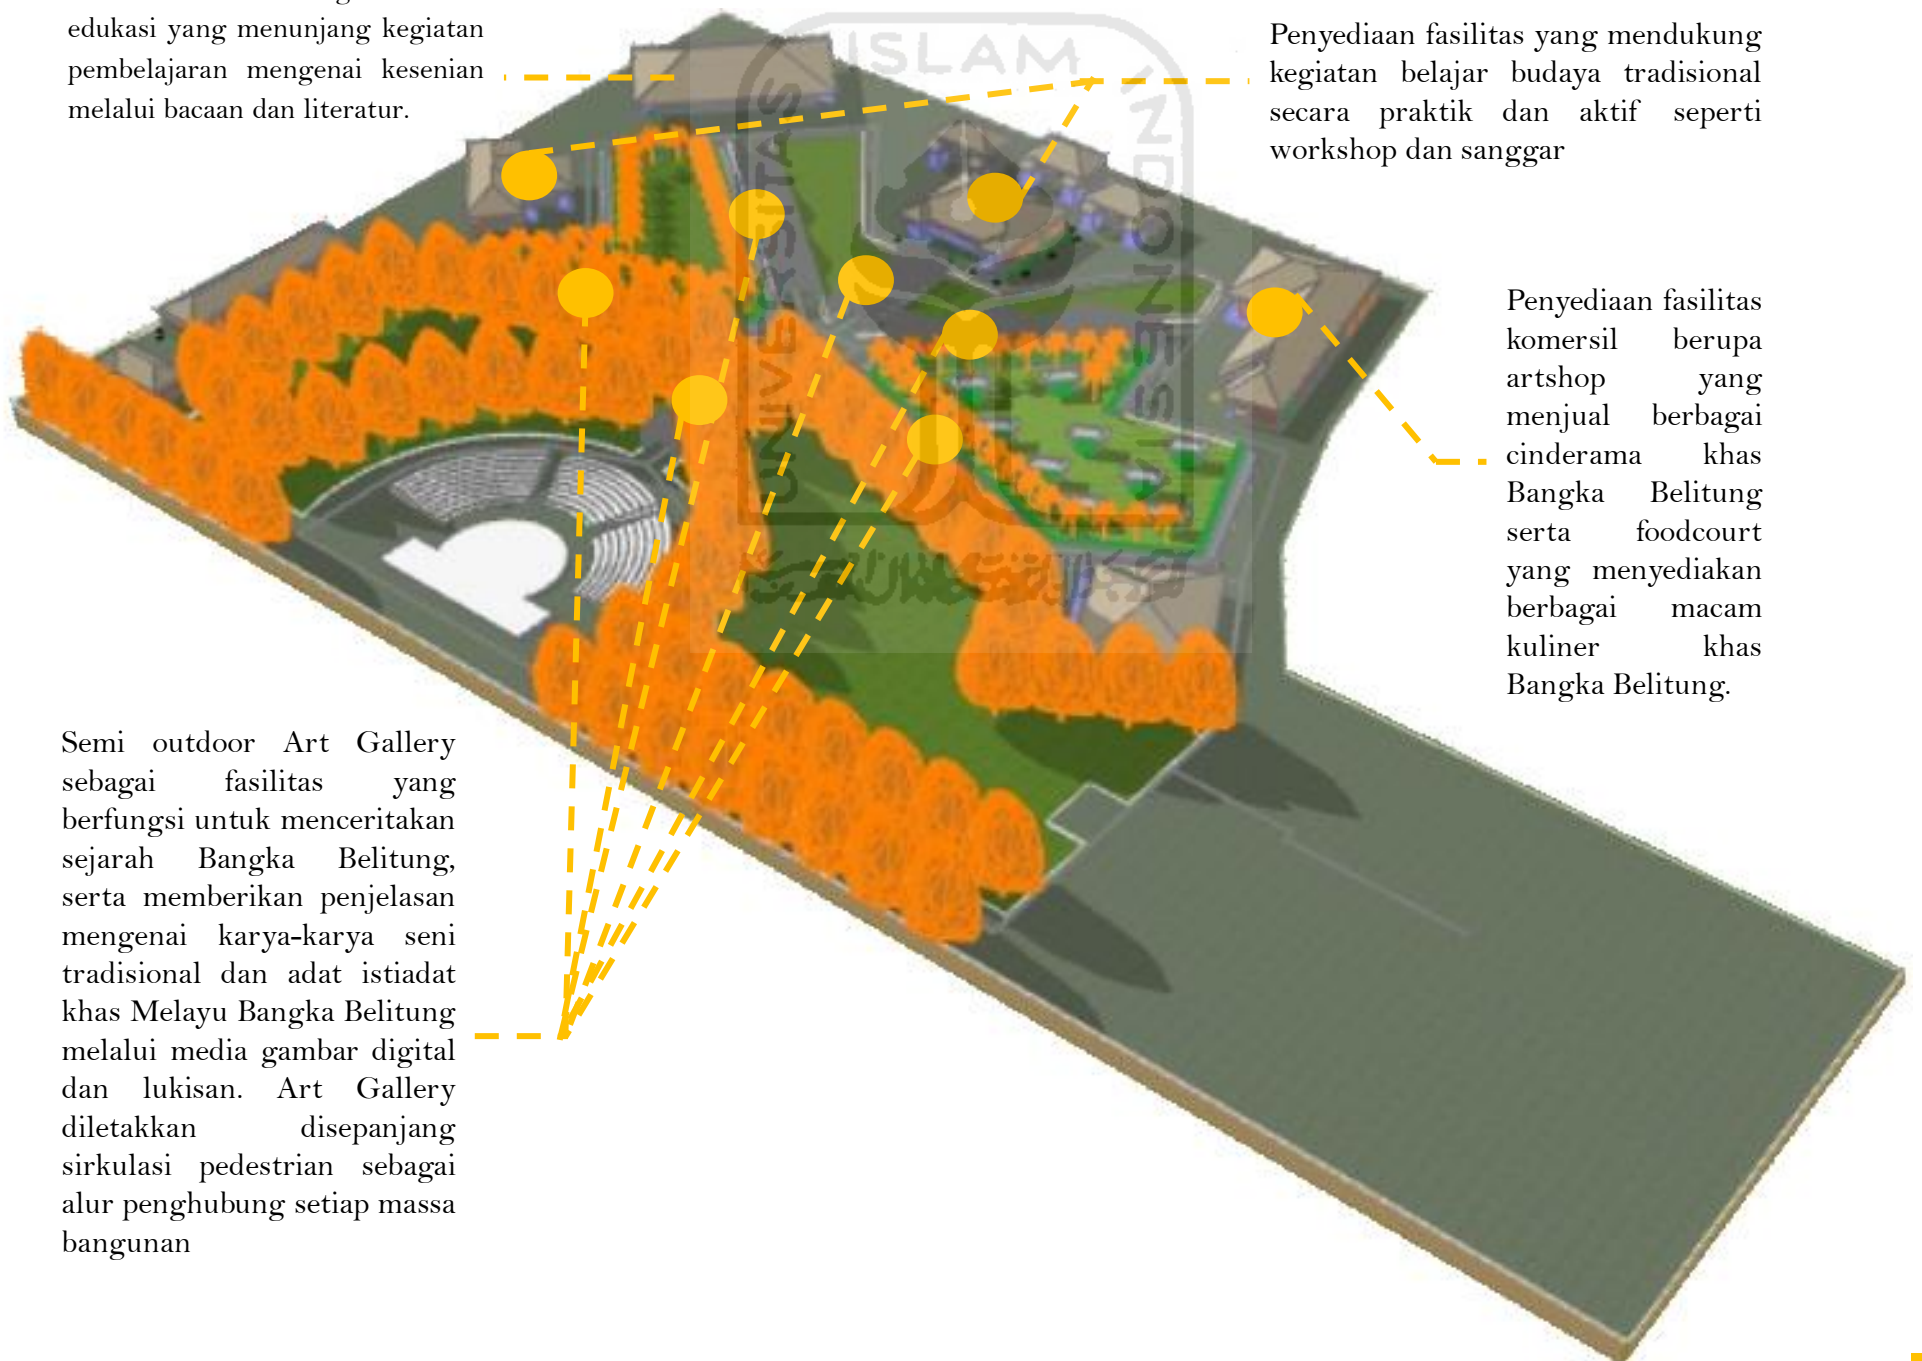 edukasi yang menunjang kegiatan
pembelajaran mengenai kesenian
melalui bacaan dan literatur.
Penyediaan fasilitas yang mendukung
kegiatan belajar budaya tradisional
secara praktik dan aktif seperti
workshop dan sanggar
Penyediaan fasilitas
komersil berupa
artshop yang
menjual berbagai
cinderama khas
Bangka Belitung
serta foodcourt
yang menyediakan
berbagai macam
kuliner khas
Bangka Belitung.
Semi outdoor Art Gallery
sebagai fasilitas yang
berfungsi untuk menceritakan
sejarah Bangka Belitung,
serta memberikan penjelasan
mengenai karya-karya seni
tradisional dan adat istiadat
khas Melayu Bangka Belitung
melalui media gambar digital
dan lukisan. Art Gallery
diletakkan disepanjang
sirkulasi pedestrian sebagai
alur penghubung setiap massa
bangunan
ISLAM
UNIVERSITAS
INDONESIA